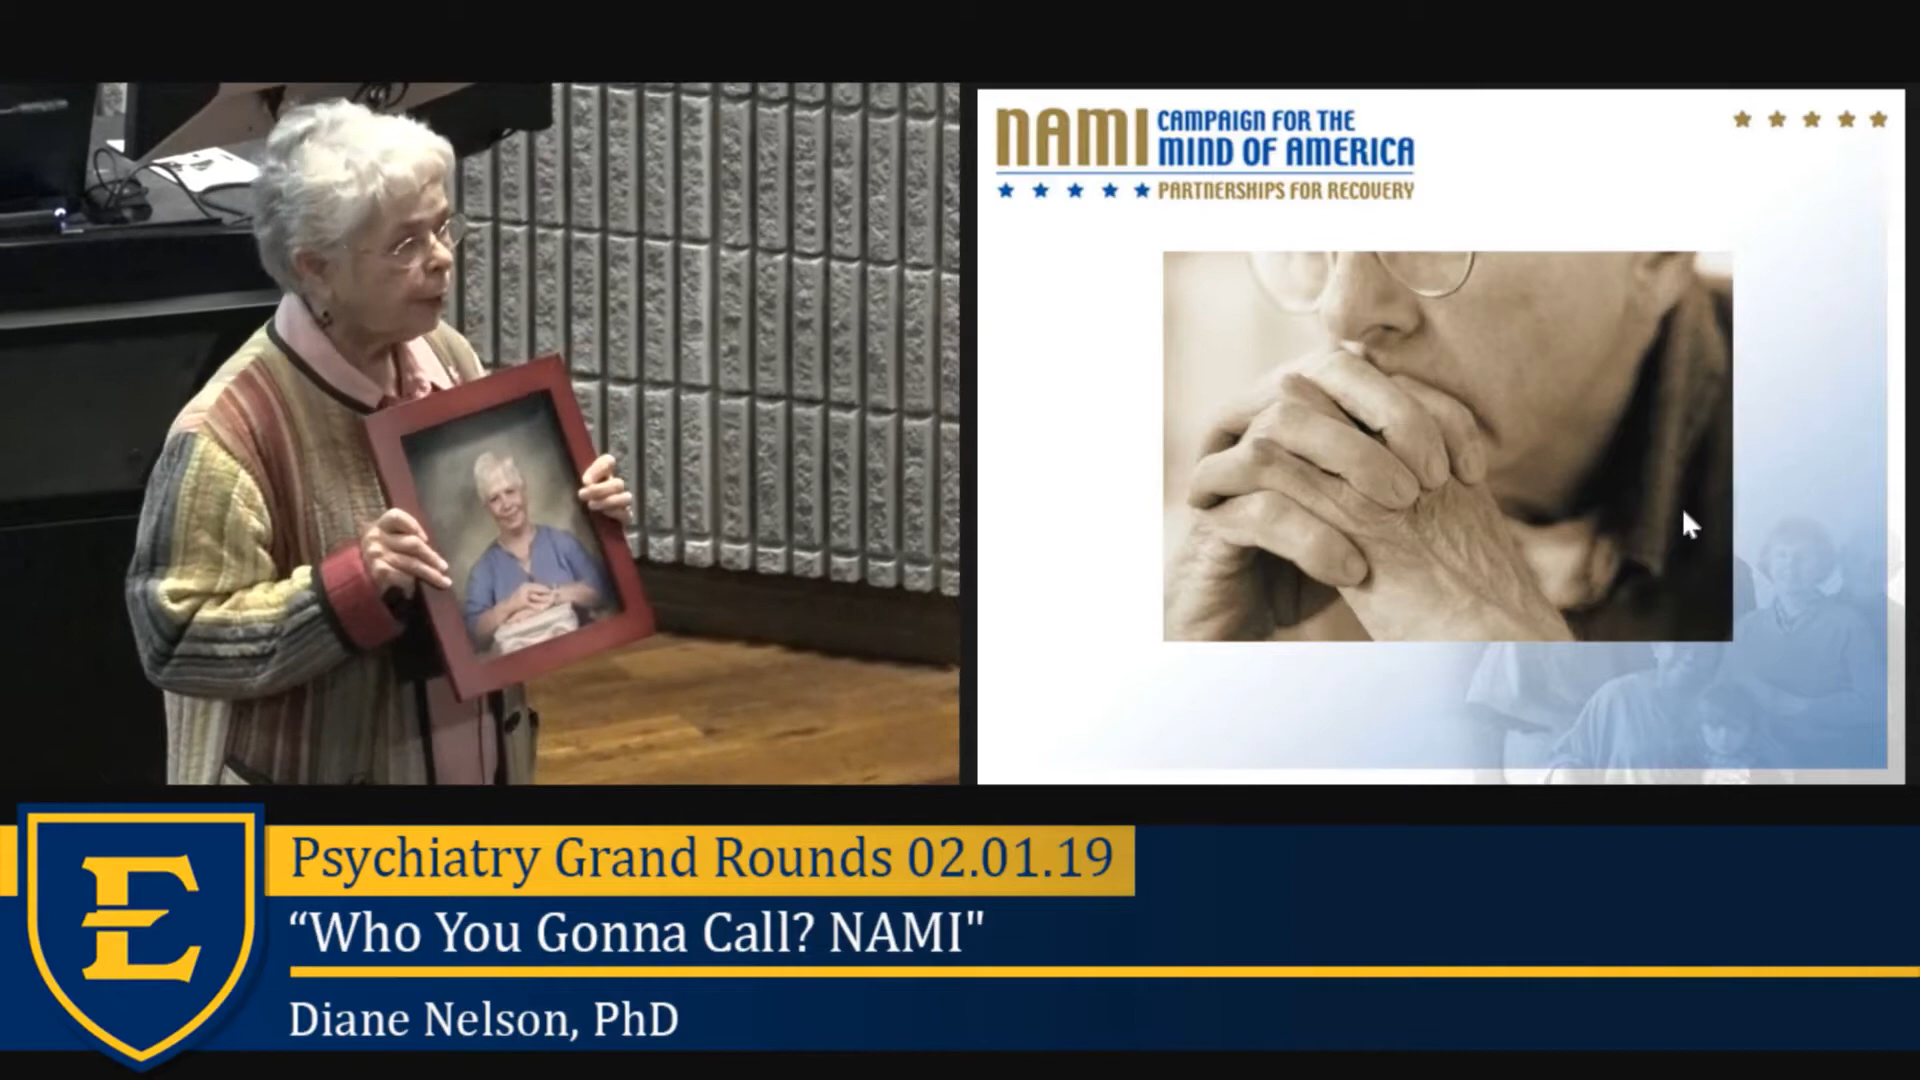 NAMI CAMPAIGN FOR THE
MIND OF AMERICA
PARTNERSHIPS FOR RECOVERY
E
Psychiatry Grand Rounds 02.01.19
“Who You Gonna Call? NAMI"
Diane Nelson, PhD